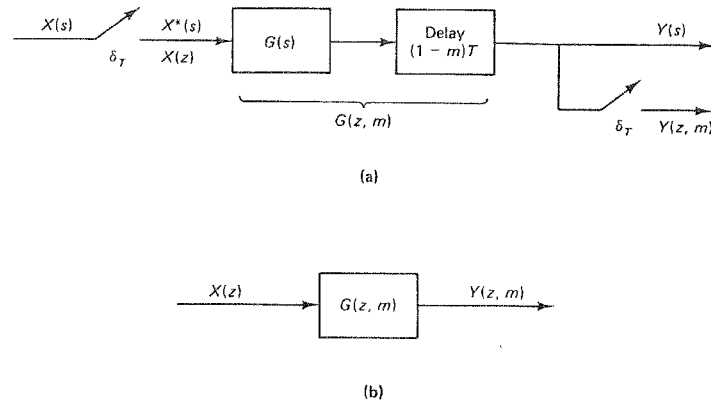 X(s)
δT
X*(s)
X(z)
G(s)
Delay
(1 − m)T
Y(s)
δT
Y(z, m)
G(z, m)
(a)
X(z)
G(z, m)
Y(z, m)
(b)